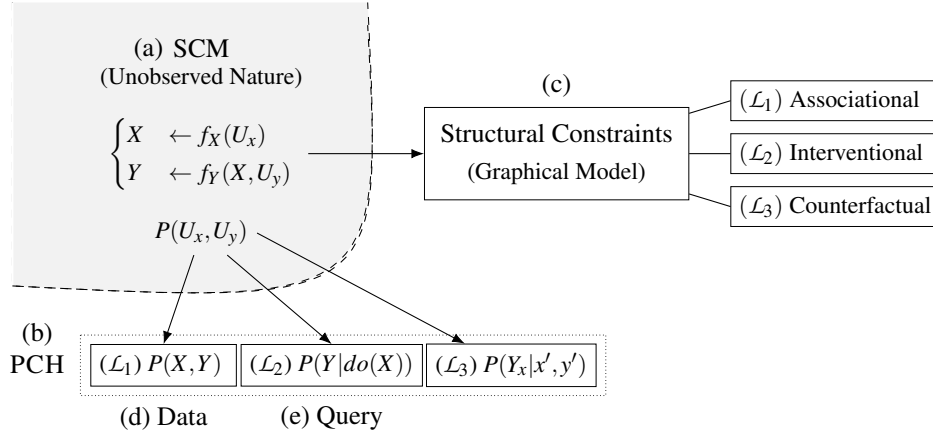 (a) SCM
(Unobserved Nature)
X ← f_X(U_x)
Y ← f_Y(X, U_y)
P(U_x, U_y)
(c)
Structural Constraints
(Graphical Model)
(ℒ₁) Associational
(ℒ₂) Interventional
(ℒ₃) Counterfactual
(b)
PCH
(ℒ₁) P(X,Y)
(ℒ₂) P(Y|do(X))
(ℒ₃) P(Y_x|x′,y′)
(d) Data
(e) Query